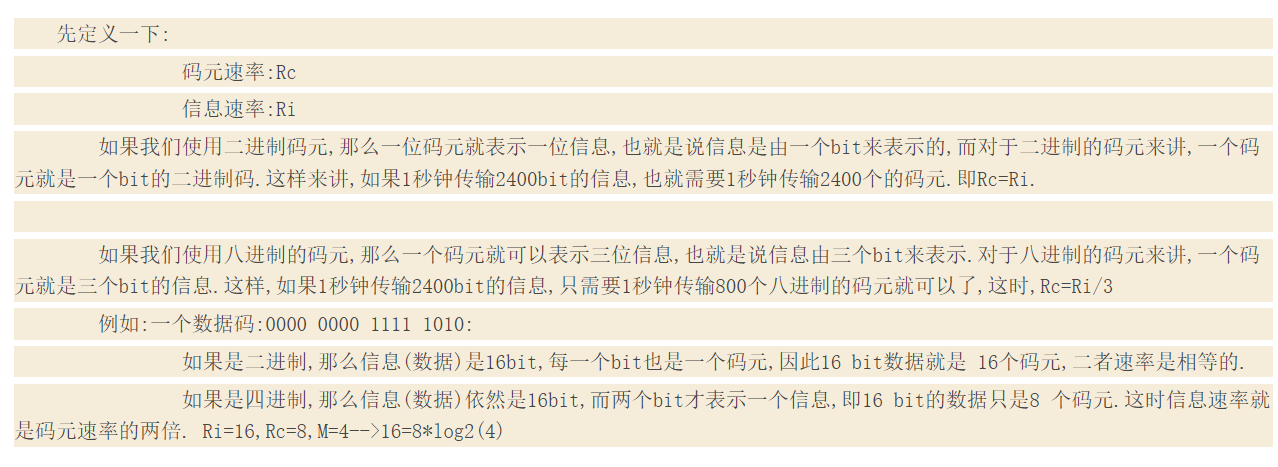 先定义一下:
码元速率:Rc
信息速率:Ri
如果我们使用二进制码元,那么一位码元就表示一位信息,也就是说信息是由一个bit来表示的,而对于二进制的码元来讲,一个码
元就是一个bit的二进制码.这样来讲,如果1秒钟传输2400bit的信息,也就需要1秒钟传输2400个的码元.即Rc=Ri.
如果我们使用八进制的码元,那么一个码元就可以表示三位信息,也就是说信息由三个bit来表示.对于八进制的码元来讲,一个码
元就是三个bit的信息.这样,如果1秒钟传输2400bit的信息,只需要1秒钟传输800个八进制的码元就可以了,这时,Rc=Ri/3
例如:一个数据码:0000 0000 1111 1010:
如果是二进制,那么信息(数据)是16bit,每一个bit也是一个码元,因此16 bit数据就是 16个码元,二者速率是相等的.
如果是四进制,那么信息(数据)依然是16bit,而两个bit才表示一个信息,即16 bit的数据只是8 个码元.这时信息速率就
是码元速率的两倍. Ri=16,Rc=8,M=4-->16=8*log2(4)